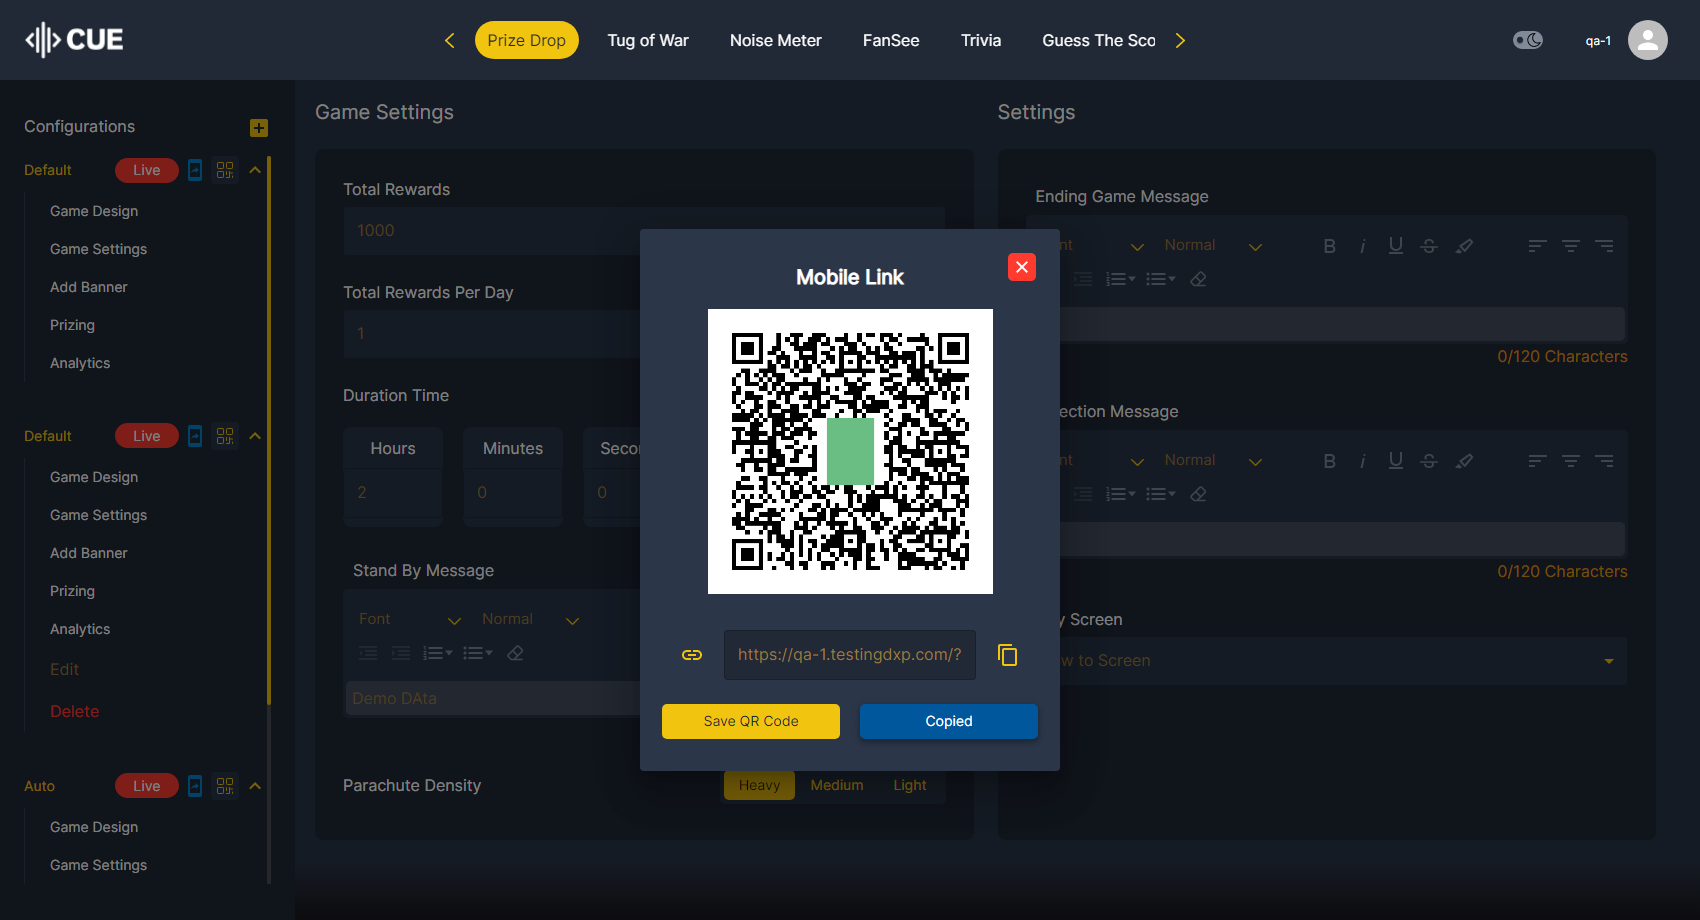 CUE
Prize Drop
Tug of War
Noise Meter
FanSee
Trivia
Guess The Sco
qa-1
Configurations
Default
Live
Game Design
Game Settings
Add Banner
Prizing
Analytics
Default
Live
Game Design
Game Settings
Add Banner
Prizing
Analytics
Edit
Delete
Auto
Live
Game Design
Game Settings
Game Settings
Total Rewards
1000
Total Rewards Per Day
1
Duration Time
Hours
Minutes
Secon
2
0
0
Stand By Message
Font
Normal
Demo DAta
Parachute Density
Heavy
Medium
Light
Mobile Link
https://qa-1.testingdxp.com/?
Save QR Code
Copied
Settings
Ending Game Message
nt
Normal
0/120 Characters
ection Message
nt
Normal
0/120 Characters
y Screen
w to Screen